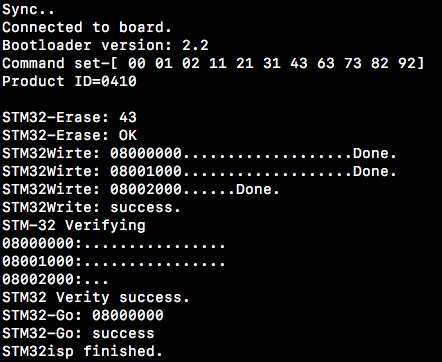 Sync..
Connected to board.
Bootloader version: 2.2
Command set-[ 00 01 02 11 21 31 43 63 73 82 92]
Product ID=0410
STM32-Erase: 43
STM32-Erase: OK
STM32Wirte: 08000000...................Done.
STM32Wirte: 08001000...................Done.
STM32Write: 08002000......Done.
STM32Write: success.
STM-32 Verifying
08000000:................
08001000:................
08002000:...
STM32 Verity success.
STM32-Go: 08000000
STM32-Go: success
STM32isp finished.